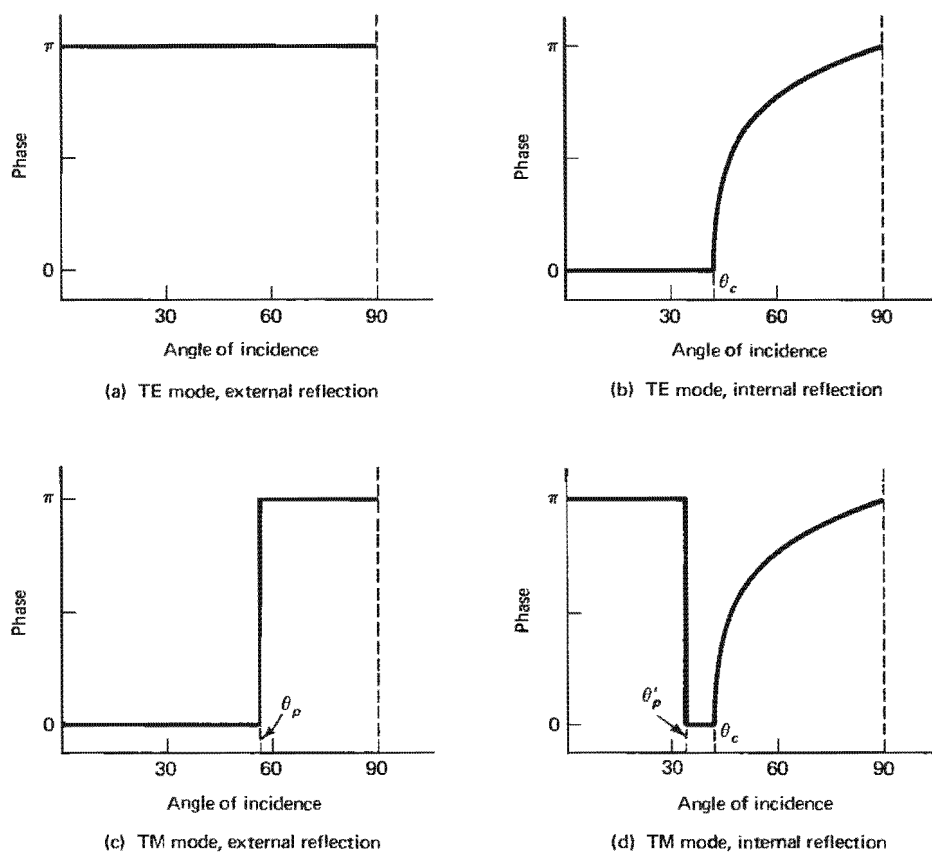 π
Phase
0
30
60
90
Angle of incidence
(a) TE mode, external reflection
π
Phase
0
θc
30
60
90
Angle of incidence
(b) TE mode, internal reflection
π
Phase
0
θp
30
60
90
Angle of incidence
(c) TM mode, external reflection
π
Phase
0
θ′p
θc
30
60
90
Angle of incidence
(d) TM mode, internal reflection